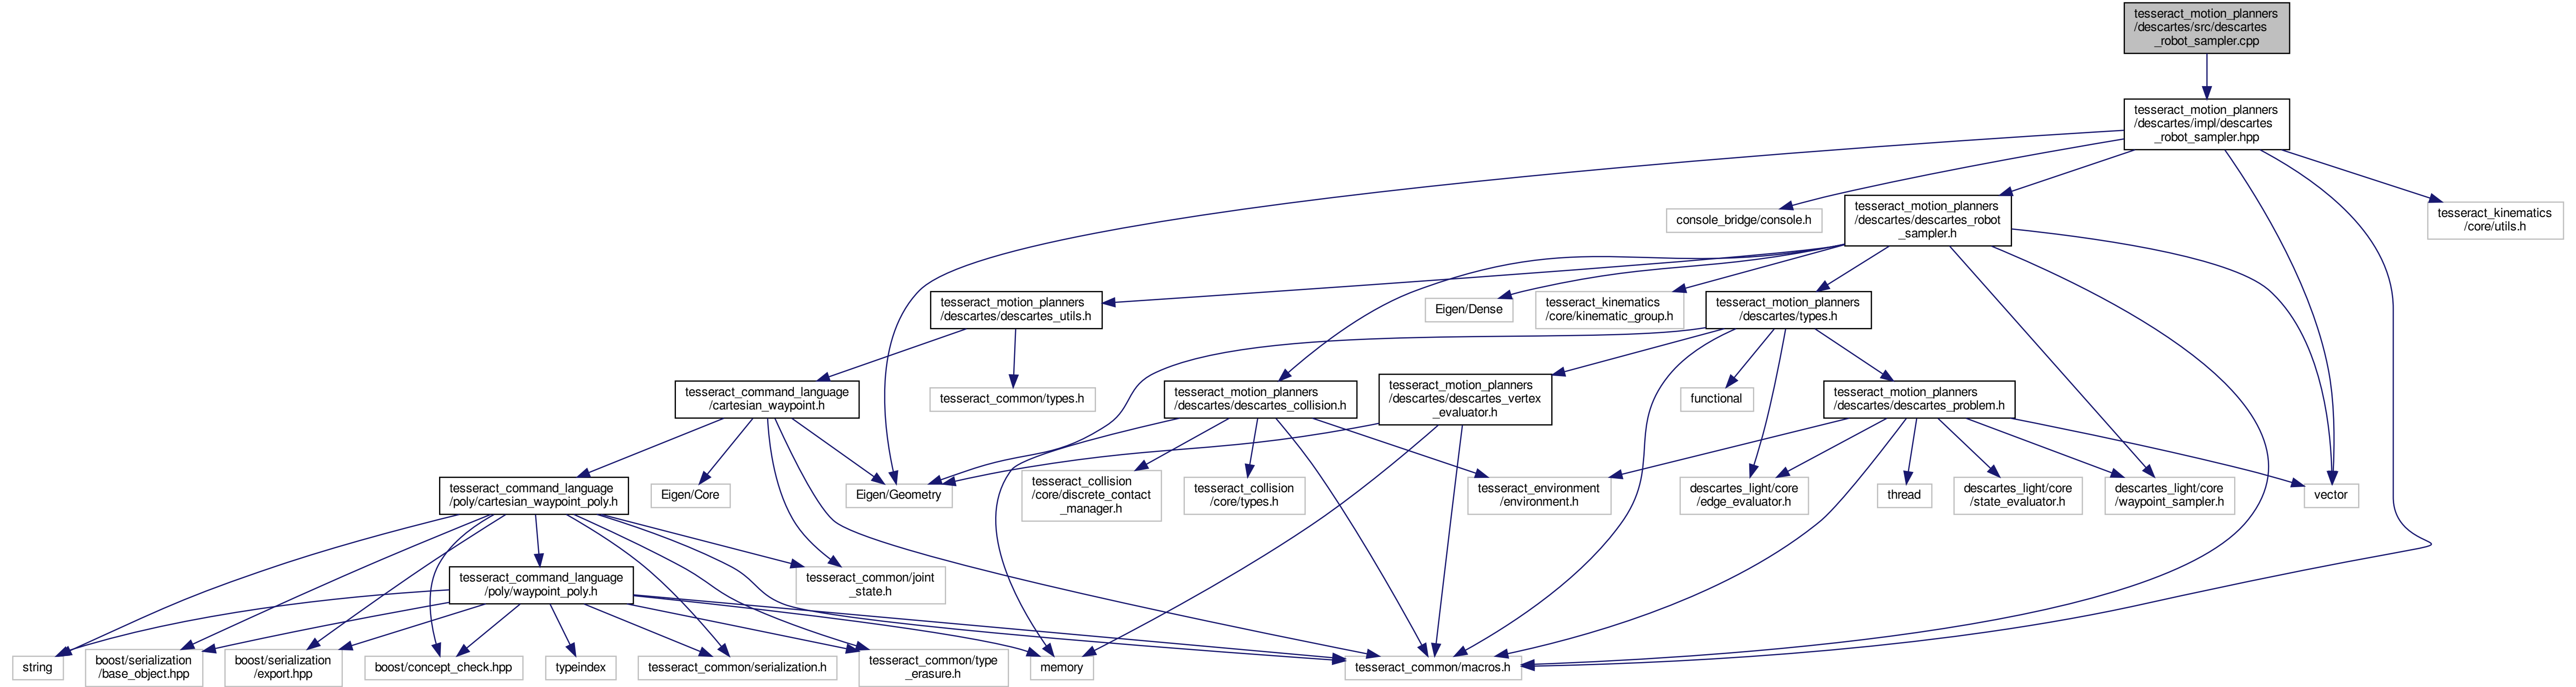 tesseract_motion_planners
/descartes/src/descartes
_robot_sampler.cpp
tesseract_motion_planners
/descartes/impl/descartes
_robot_sampler.hpp
console_bridge/console.h
tesseract_motion_planners
/descartes/descartes_robot
_sampler.h
tesseract_kinematics
/core/utils.h
tesseract_motion_planners
/descartes/descartes_utils.h
Eigen/Dense
tesseract_kinematics
/core/kinematic_group.h
tesseract_motion_planners
/descartes/types.h
tesseract_command_language
/cartesian_waypoint.h
tesseract_common/types.h
tesseract_motion_planners
/descartes/descartes_collision.h
tesseract_motion_planners
/descartes/descartes_vertex
_evaluator.h
functional
tesseract_motion_planners
/descartes/descartes_problem.h
tesseract_command_language
/poly/cartesian_waypoint_poly.h
Eigen/Core
Eigen/Geometry
tesseract_collision
/core/discrete_contact
_manager.h
tesseract_collision
/core/types.h
tesseract_environment
/environment.h
descartes_light/core
/edge_evaluator.h
thread
descartes_light/core
/state_evaluator.h
descartes_light/core
/waypoint_sampler.h
vector
tesseract_command_language
/poly/waypoint_poly.h
tesseract_common/joint
_state.h
string
boost/serialization
/base_object.hpp
boost/serialization
/export.hpp
boost/concept_check.hpp
typeindex
tesseract_common/serialization.h
tesseract_common/type
_erasure.h
memory
tesseract_common/macros.h